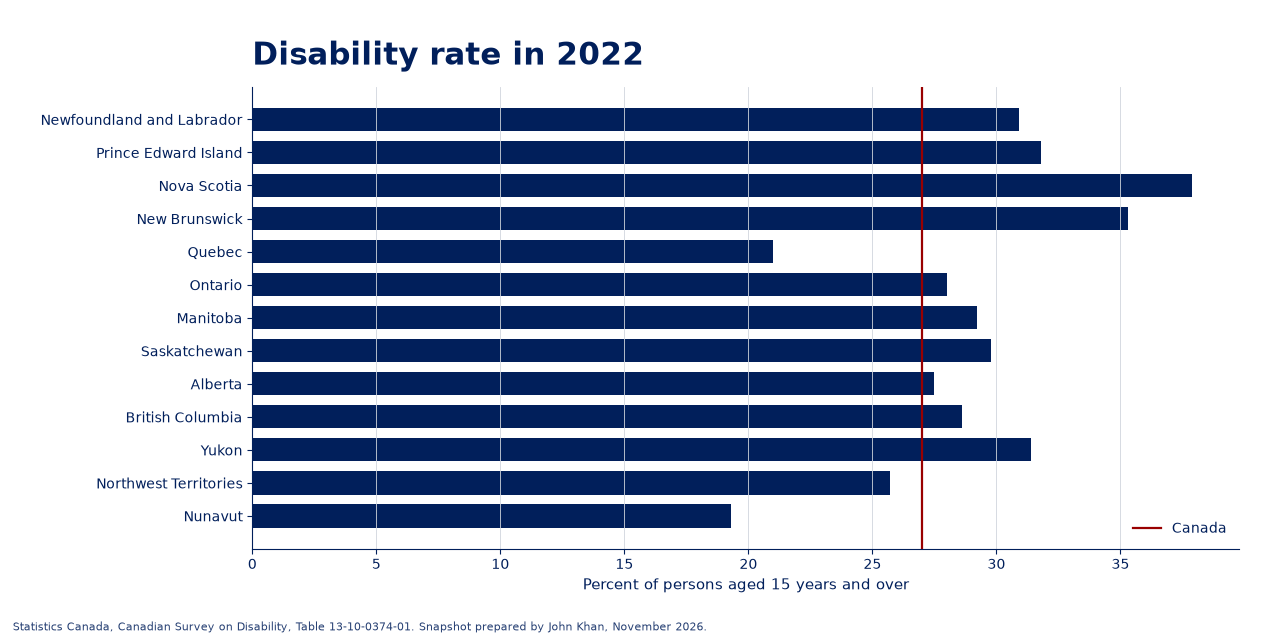 Disability rate in 2022
Newfoundland and Labrador
Prince Edward Island
Nova Scotia
New Brunswick
Quebec
Ontario
Manitoba
Saskatchewan
Alberta
British Columbia
Yukon
Northwest Territories
Nunavut
Canada
0 5 10 15 20 25 30 35
Percent of persons aged 15 years and over
Statistics Canada, Canadian Survey on Disability, Table 13-10-0374-01. Snapshot prepared by John Khan, November 2026.